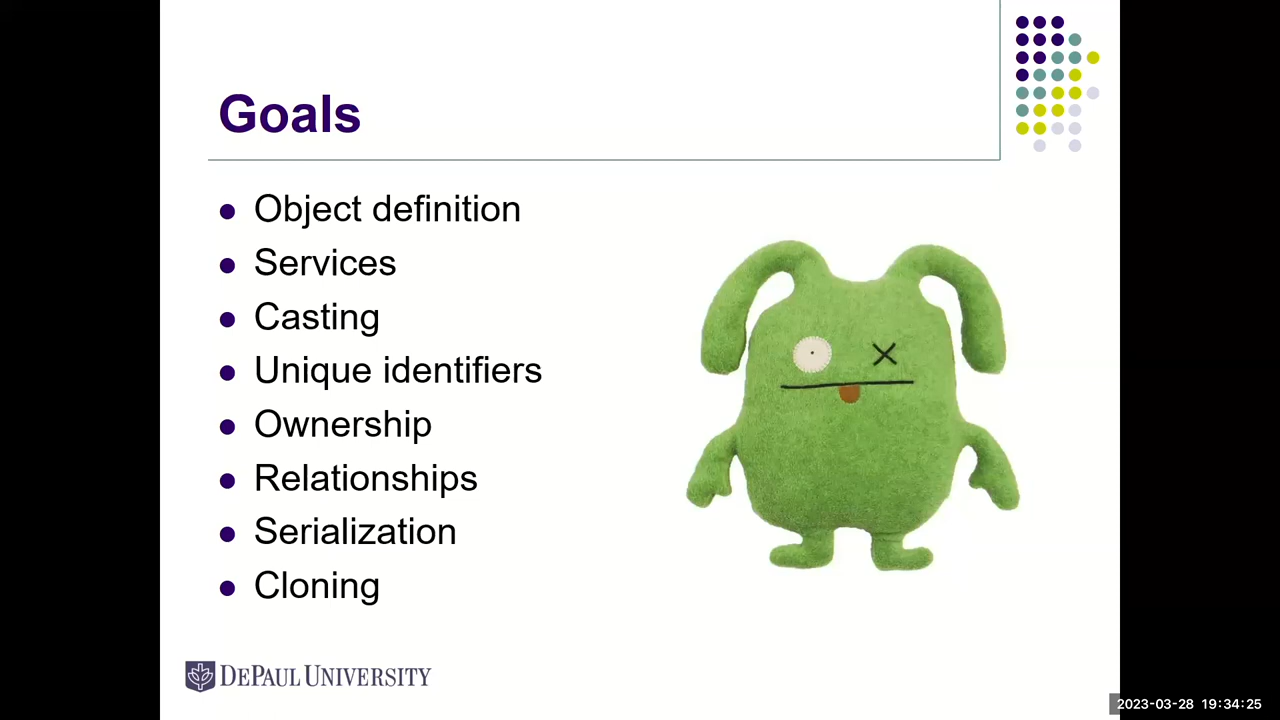 Goals
Object definition
Services
Casting
Unique identifiers
Ownership
Relationships
Serialization
Cloning
DEPAUL UNIVERSITY
2023-03-28 19:34:25